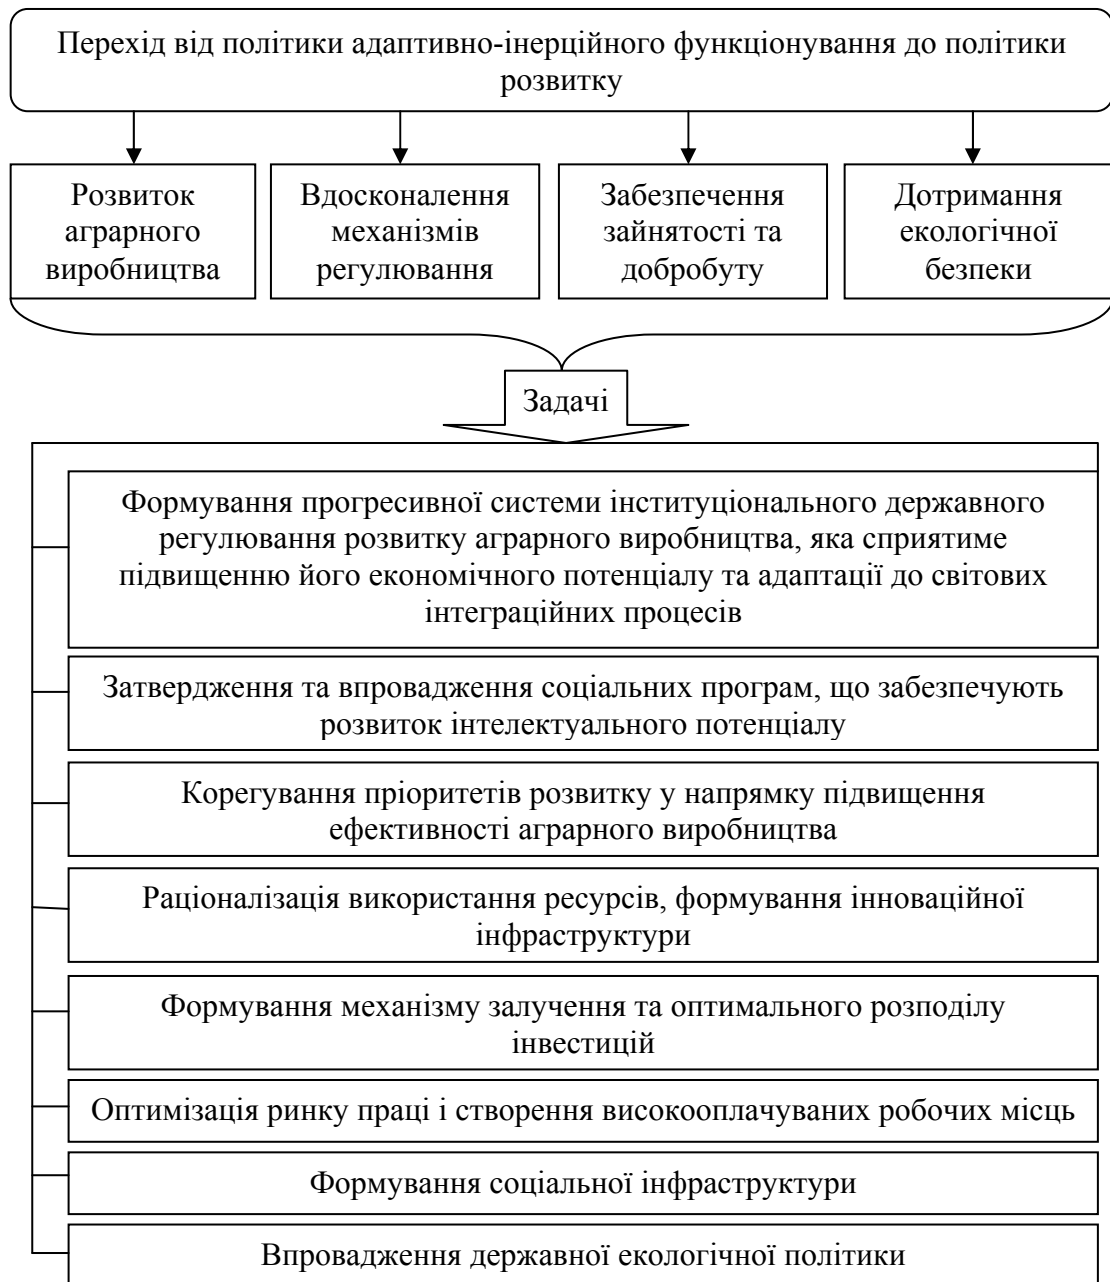 Перехід від політики адаптивно-інерційного функціонування до політики
розвитку
Розвиток
аграрного
виробництва
Вдосконалення
механізмів
регулювання
Забезпечення
зайнятості та
добробуту
Дотримання
екологічної
безпеки
Задачі
Формування прогресивної системи інституціонального державного
регулювання розвитку аграрного виробництва, яка сприятиме
підвищенню його економічного потенціалу та адаптації до світових
інтеграційних процесів
Затвердження та впровадження соціальних програм, що забезпечують
розвиток інтелектуального потенціалу
Корегування пріоритетів розвитку у напрямку підвищення
ефективності аграрного виробництва
Раціоналізація використання ресурсів, формування інноваційної
інфраструктури
Формування механізму залучення та оптимального розподілу
інвестицій
Оптимізація ринку праці і створення високооплачуваних робочих місць
Формування соціальної інфраструктури
Впровадження державної екологічної політики